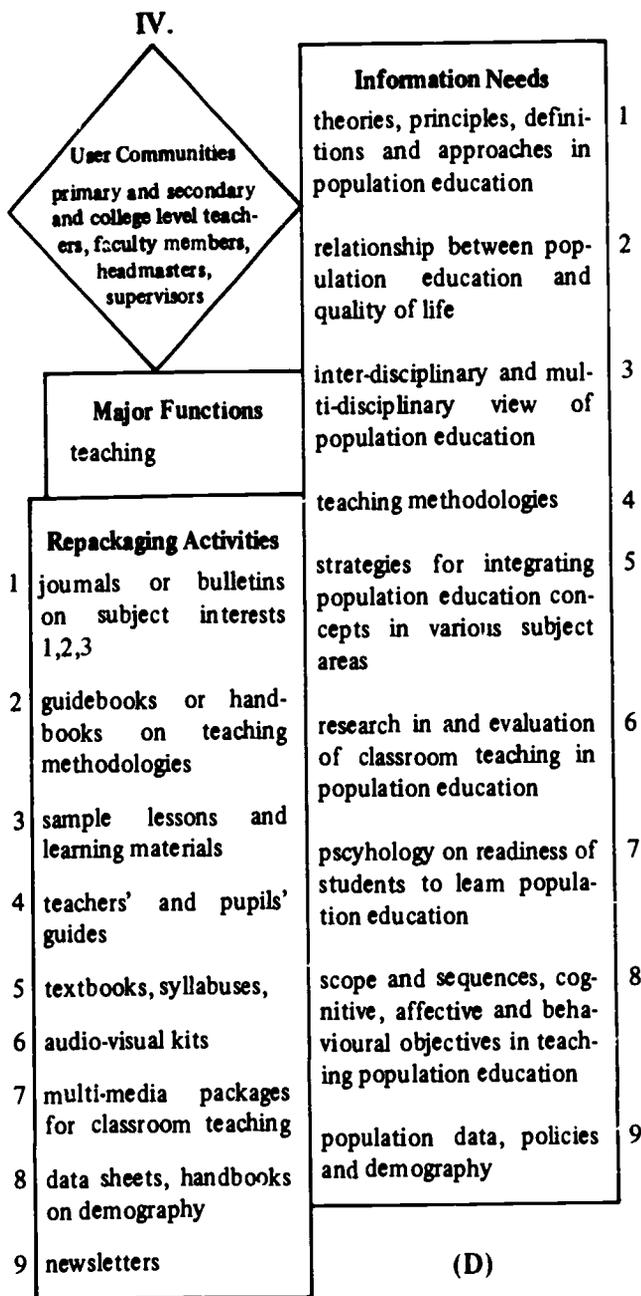 IV.
User Communities
primary and secondary
and college level teach-
ers, faculty members,
headmasters,
supervisors
Major Functions
teaching
Repackaging Activities
1 journals or bulletins
on subject interests
1,2,3
2 guidebooks or hand-
books on teaching
methodologies
3 sample lessons and
learning materials
4 teachers' and pupils'
guides
5 textbooks, syllabuses,
6 audio-visual kits
7 multi-media packages
for classroom teaching
8 data sheets, handbooks
on demography
9 newsletters
Information Needs
theories, principles, defini- 1
tions and approaches in
population education
relationship between pop- 2
ulation education and
quality of life
inter-disciplinary and mul- 3
ti-disciplinary view of
population education
teaching methodologies 4
strategies for integrating 5
population education con-
cepts in various subject
areas
research in and evaluation 6
of classroom teaching in
population education
pscyhology on readiness of 7
students to learn popula-
tion education
scope and sequences, cog- 8
nitive, affective and beha-
vioural objectives in teach-
ing population education
population data, policies 9
and demography
(D)